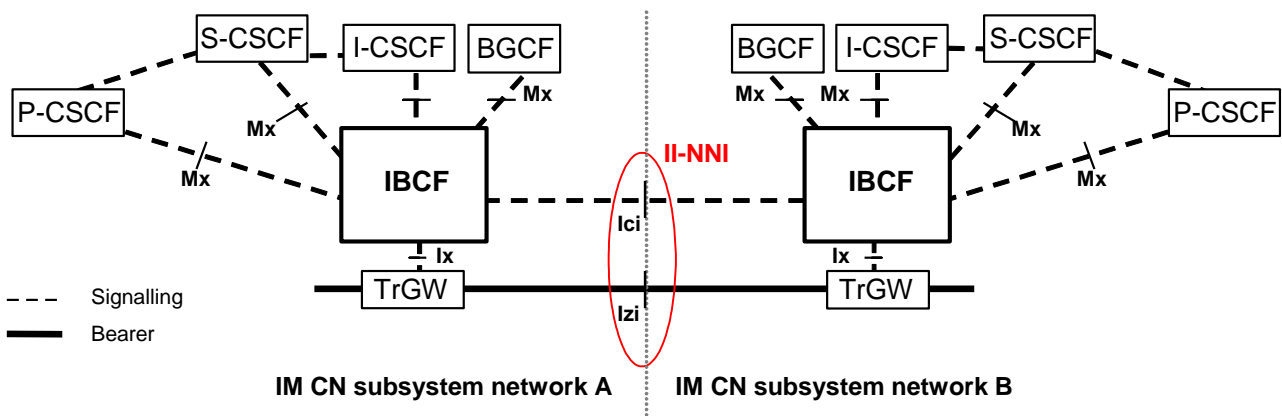 S-CSCF
I-CSCF
BGCF
BGCF
I-CSCF
S-CSCF
P-CSCF
P-CSCF
Mx
Mx
Mx
Mx
Mx
Mx
Mx
II-NNI
IBCF
IBCF
Ici
Ix
Ix
TrGW
TrGW
Izi
Signalling
Bearer
IM CN subsystem network A
IM CN subsystem network B